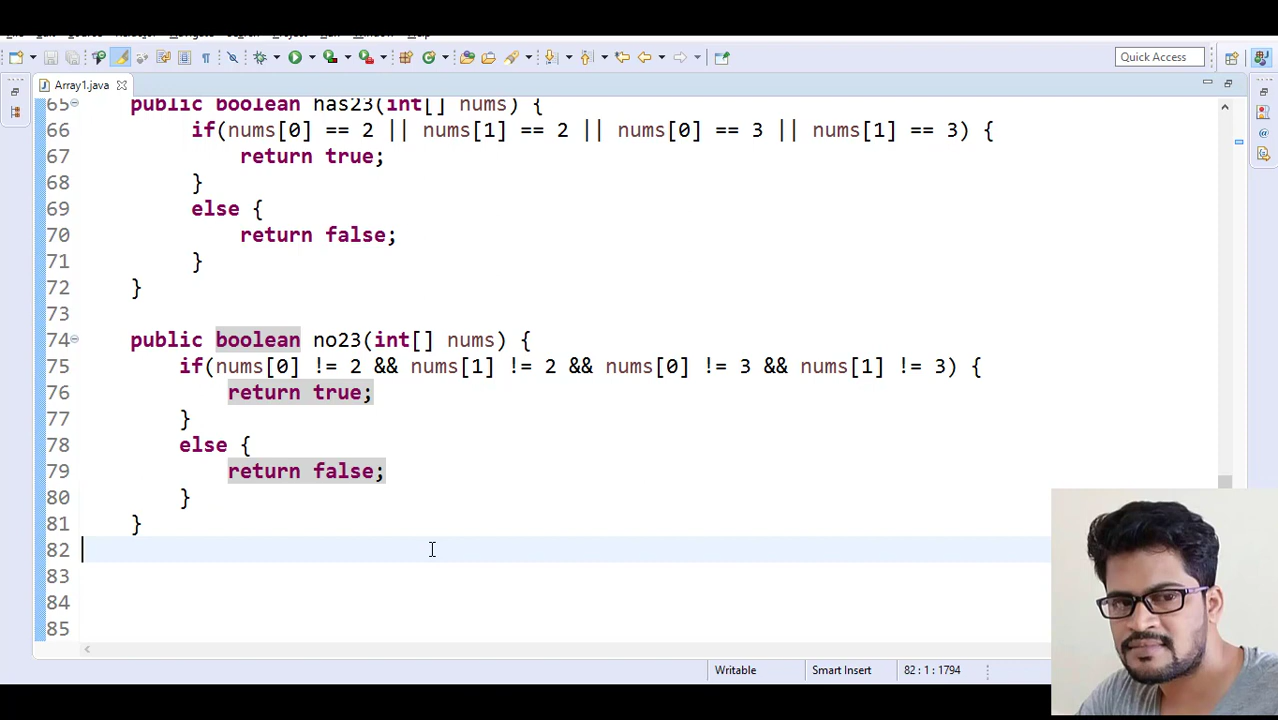 Quick Access
Array1.java
65 public boolean has23(int[] nums) {
66 if(nums[0] == 2 || nums[1] == 2 || nums[0] == 3 || nums[1] == 3) {
67 return true;
68 }
69 else {
70 return false;
71 }
72 }
73
74 public boolean no23(int[] nums) {
75 if(nums[0] != 2 && nums[1] != 2 && nums[0] != 3 && nums[1] != 3) {
76 return true;
77 }
78 else {
79 return false;
80 }
81 }
82
83
84
85
Writable Smart Insert 82 : 1 : 1794